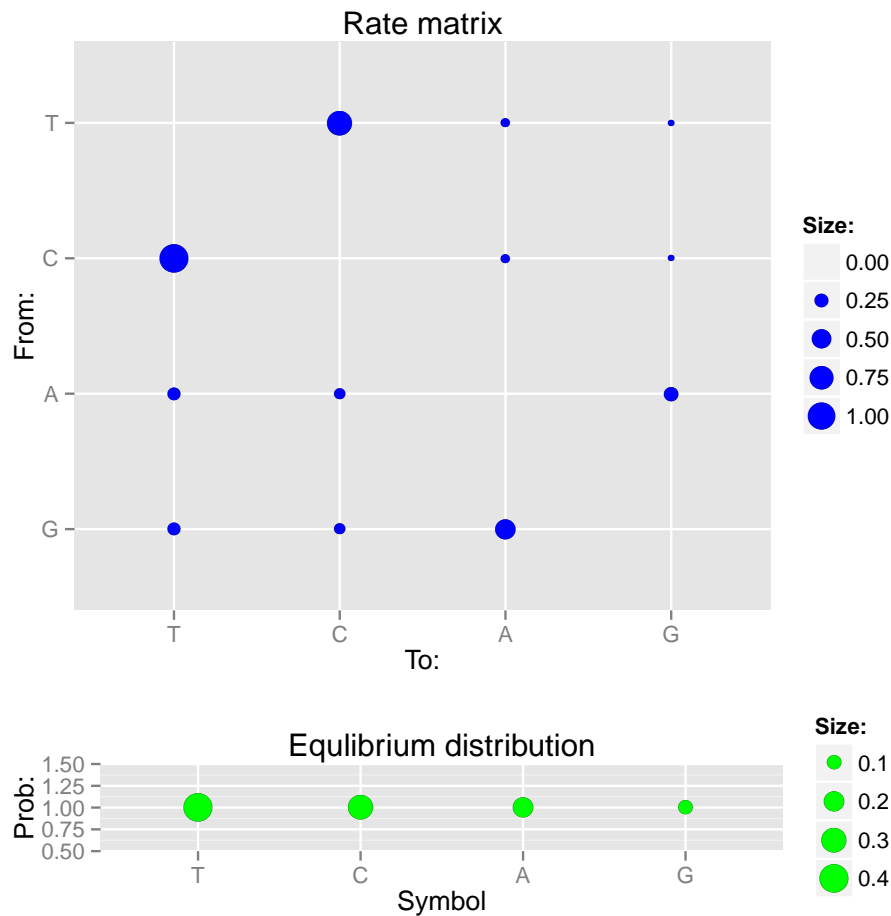 Rate matrix
From:
T
C
A
G
T C A G
To:
Size:
0.00
0.25
0.50
0.75
1.00
Equlibrium distribution
Prob:
1.50
1.25
1.00
0.75
0.50
T C A G
Symbol
Size:
0.1
0.2
0.3
0.4